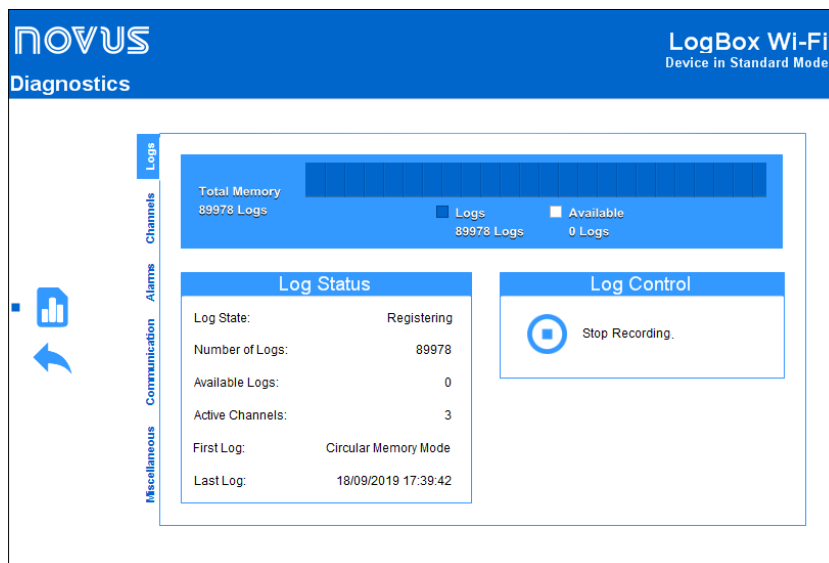 NOVUS
LogBox Wi-Fi
Device in Standard Mode
Diagnostics
Logs
Channels
Alarms
Communication
Miscellaneous
Total Memory
89978 Logs
Logs
89978 Logs
Available
0 Logs
Log Status
Log State: Registering
Number of Logs: 89978
Available Logs: 0
Active Channels: 3
First Log: Circular Memory Mode
Last Log: 18/09/2019 17:39:42
Log Control
Stop Recording.